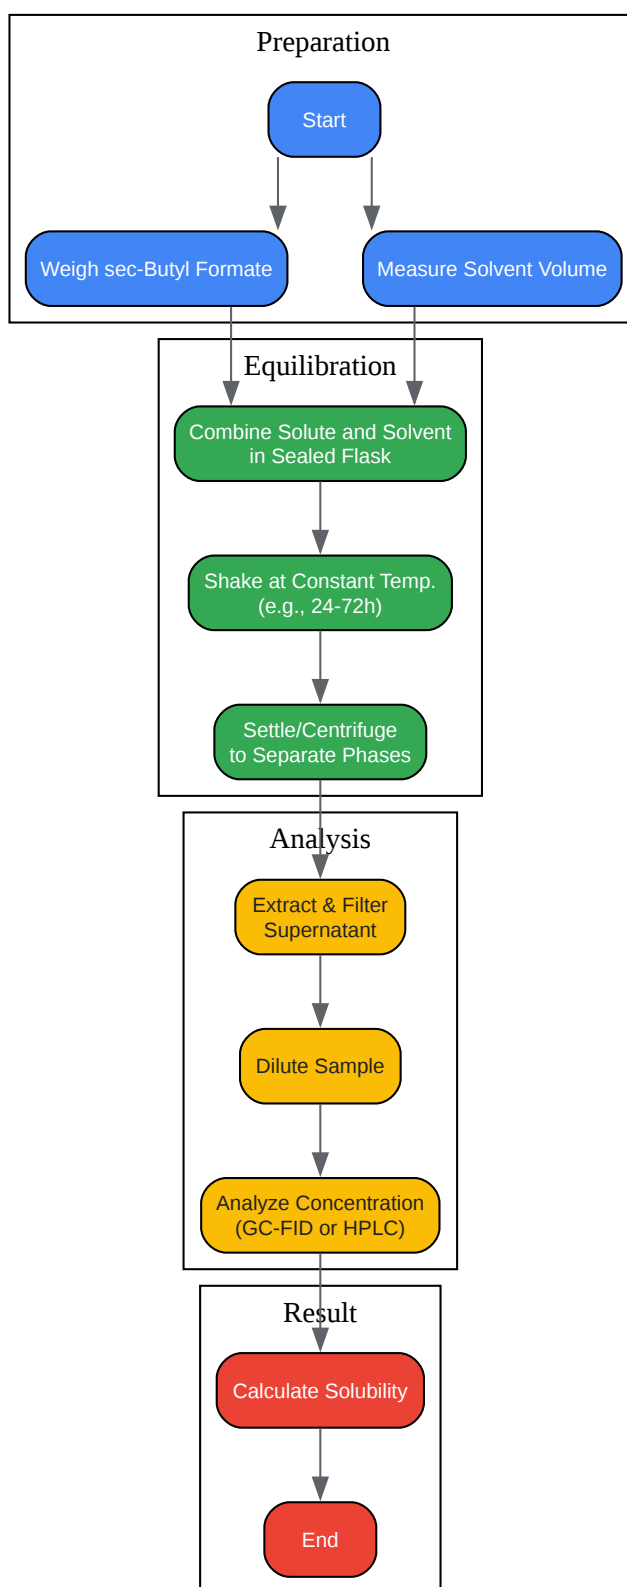 Preparation
Start
Weigh sec-Butyl Formate
Measure Solvent Volume
Equilibration
Combine Solute and Solvent
in Sealed Flask
Shake at Constant Temp.
(e.g., 24-72h)
Settle/Centrifuge
to Separate Phases
Analysis
Extract & Filter
Supernatant
Dilute Sample
Analyze Concentration
(GC-FID or HPLC)
Result
Calculate Solubility
End